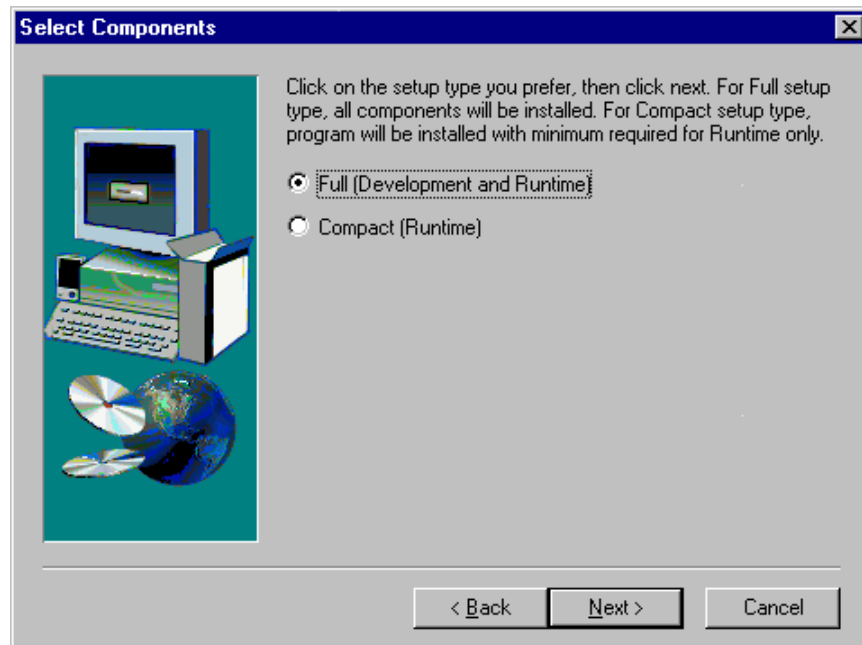 Select Components
Click on the setup type you prefer, then click next. For Full setup
type, all components will be installed. For Compact setup type,
program will be installed with minimum required for Runtime only.
Full (Development and Runtime)
Compact (Runtime)
< Back
Next >
Cancel